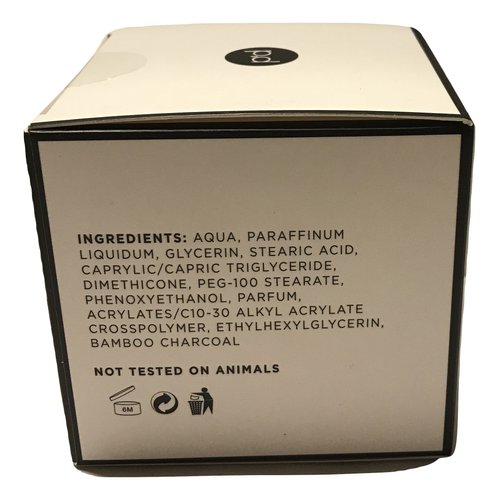 pd
INGREDIENTS: AQUA, PARAFFINUM
LIQUIDUM, GLYCERIN, STEARIC ACID,
CAPRYLIC/CAPRIC TRIGLYCERIDE,
DIMETHICONE, PEG-100 STEARATE,
PHENOXYETHANOL, PARFUM,
ACRYLATES/C10-30 ALKYL ACRYLATE
CROSSPOLYMER, ETHYLHEXYLGLYCERIN,
BAMBOO CHARCOAL
NOT TESTED ON ANIMALS
6M